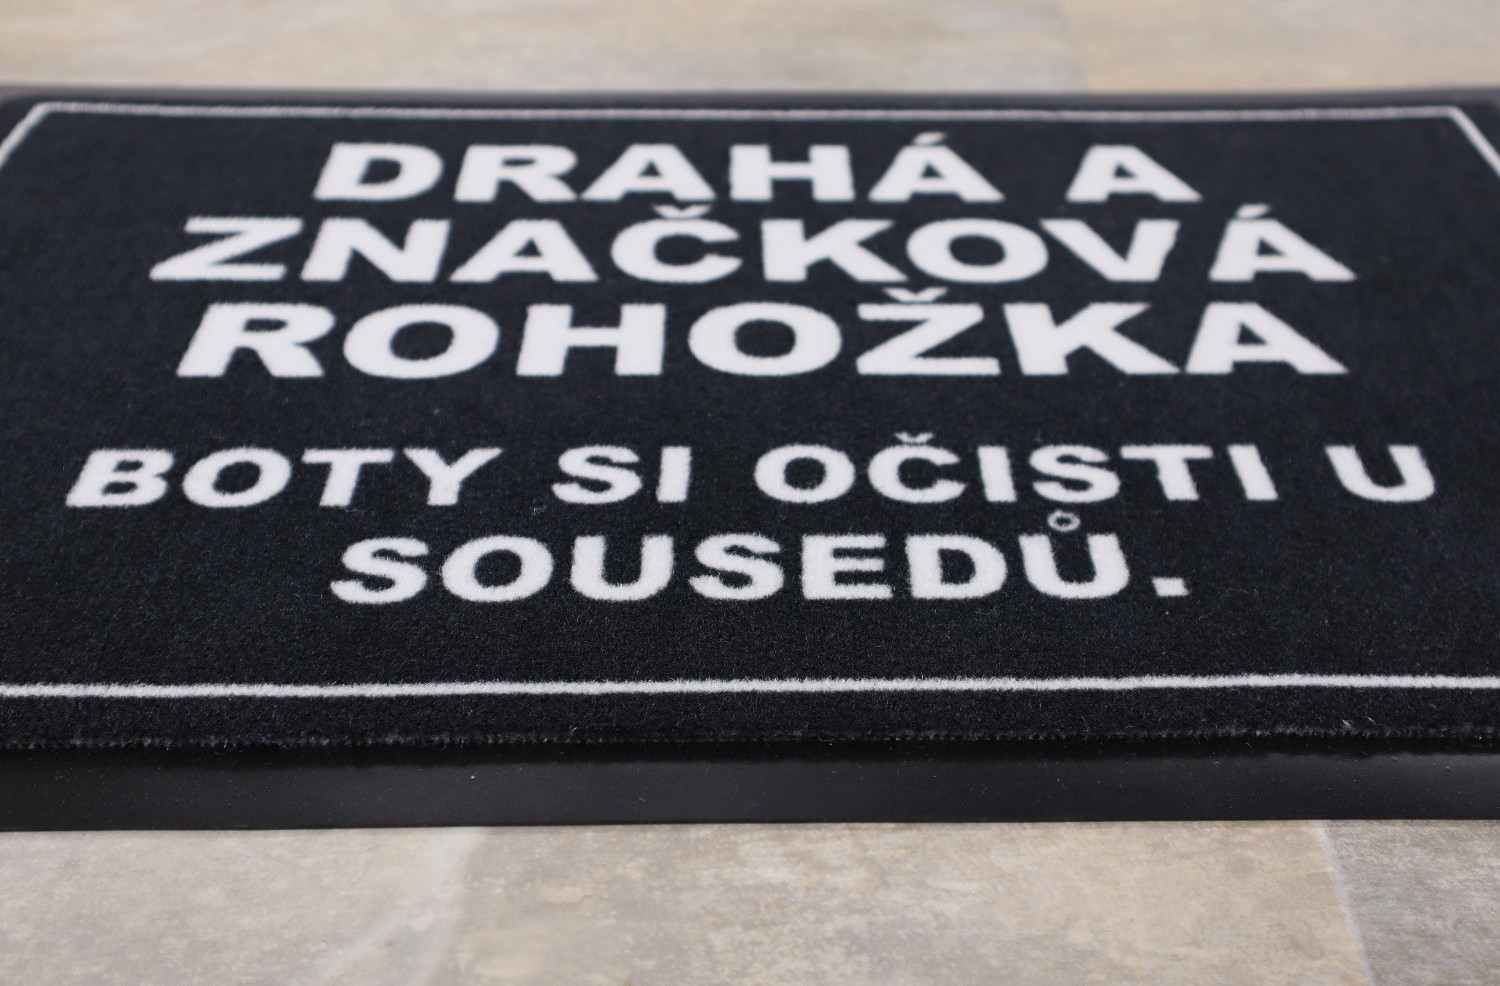 DRAHÁ A
ZNAČKOVÁ
ROHOŽKA
BOTY SI OČISTI U
SOUSEDŮ.